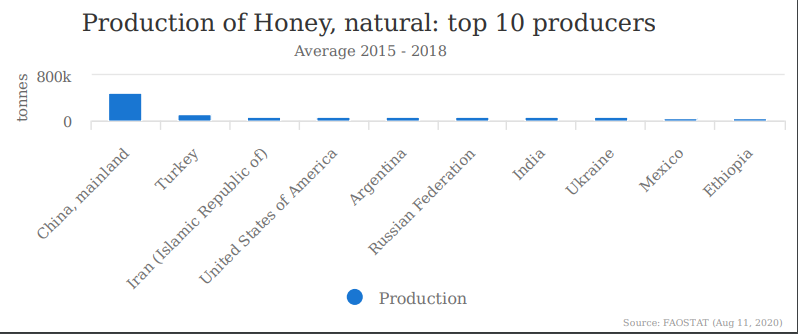 Production of Honey, natural: top 10 producers
Average 2015 - 2018
tonnes
800k
0
China, mainland
Turkey
Iran (Islamic Republic of)
United States of America
Argentina
Russian Federation
India
Ukraine
Mexico
Ethiopia
Production
Source: FAOSTAT (Aug 11, 2020)